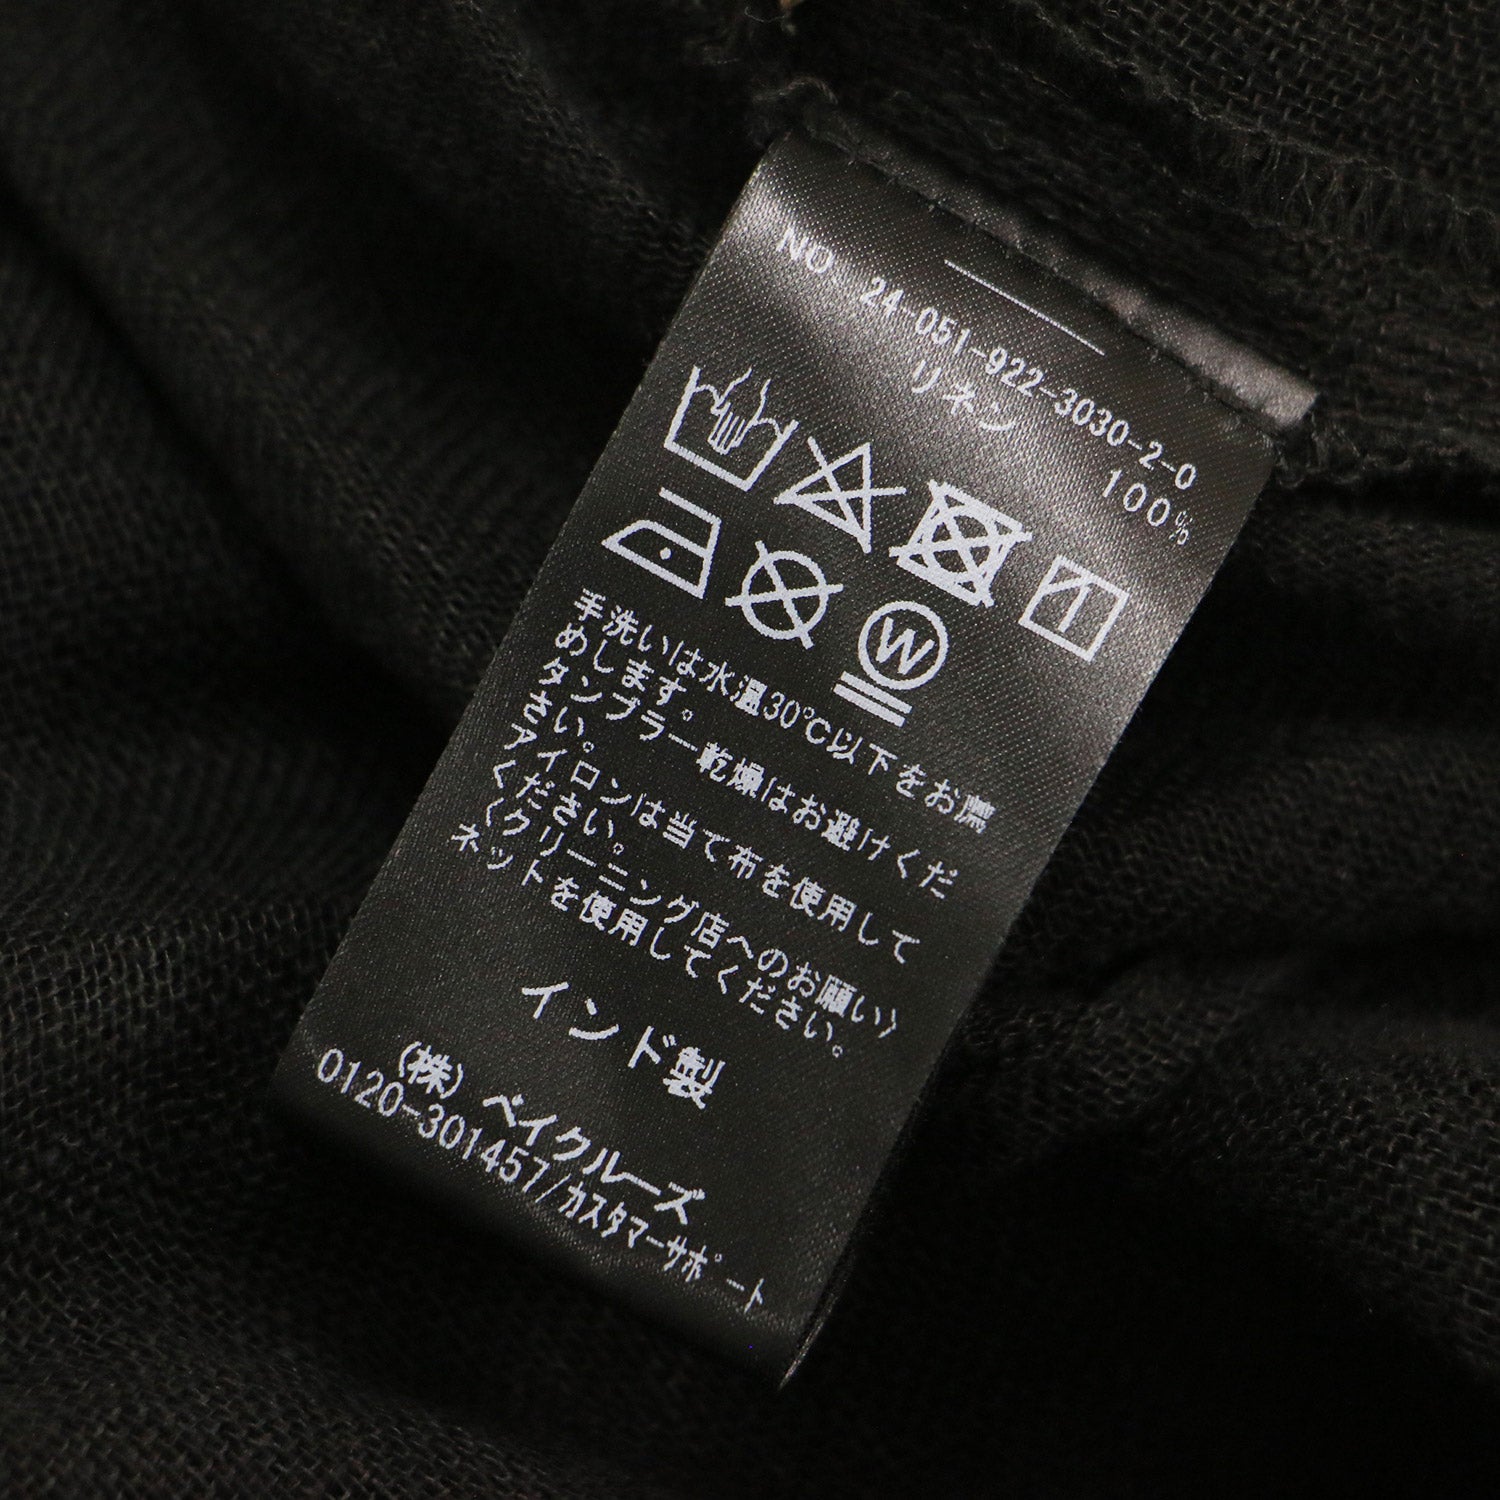 NO. 24-051-922-3030-2-0
リネン 100%
W
手洗いは水温30℃以下をお薦
めします。
タンブラー乾燥はお避けくだ
さい。
アイロンは当て布を使用して
ください。
〈クリーニング店へのお願い〉
ネットを使用してください。
インド製
(株) ベイクルーズ
0120-301457/カスタマーサポート